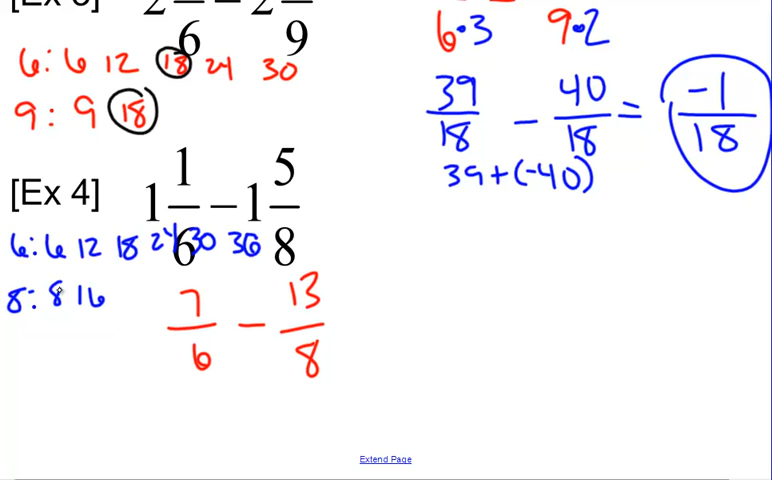 6 9
6: 6 12 18 24 30
9: 9 18
[Ex 4] 1 1/6 − 1 5/8
6: 6 12 18 24 30 36
8: 8 16
7/6 − 13/8
6·3 9·2
39/18 − 40/18 = −1/18
39+(−40)
Extend Page